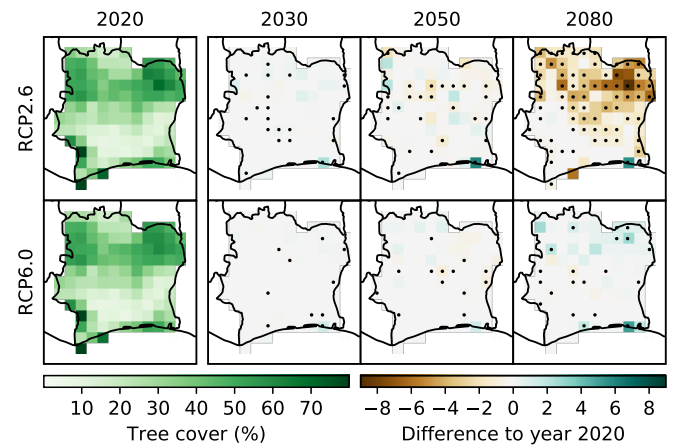 2020 2030 2050 2080
RCP2.6
RCP6.0
10 20 30 40 50 60 70
−8 −6 −4 −2 0 2 4 6 8
Tree cover (%)
Difference to year 2020